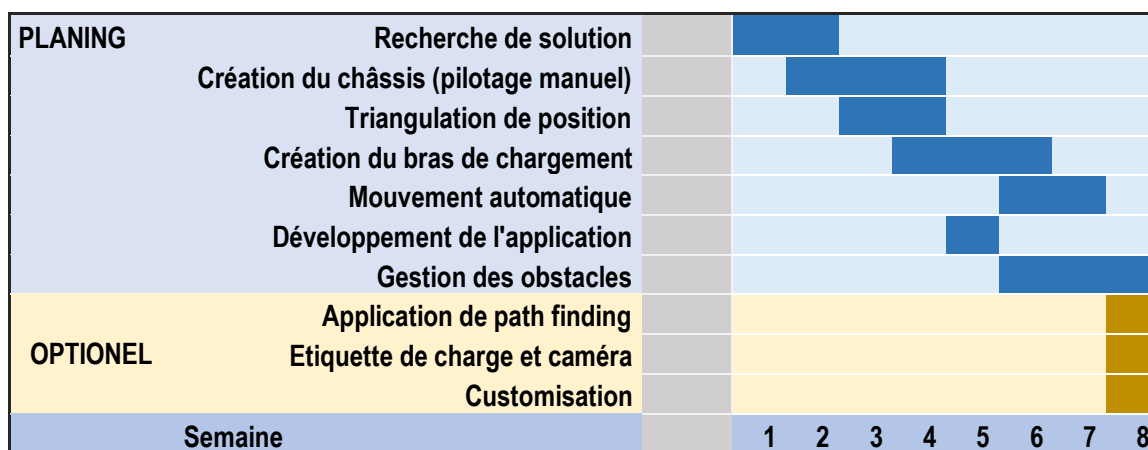 PLANING Recherche de solution
Création du châssis (pilotage manuel)
Triangulation de position
Création du bras de chargement
Mouvement automatique
Développement de l'application
Gestion des obstacles
Application de path finding
OPTIONEL Etiquette de charge et caméra
Customisation
Semaine 1 2 3 4 5 6 7 8